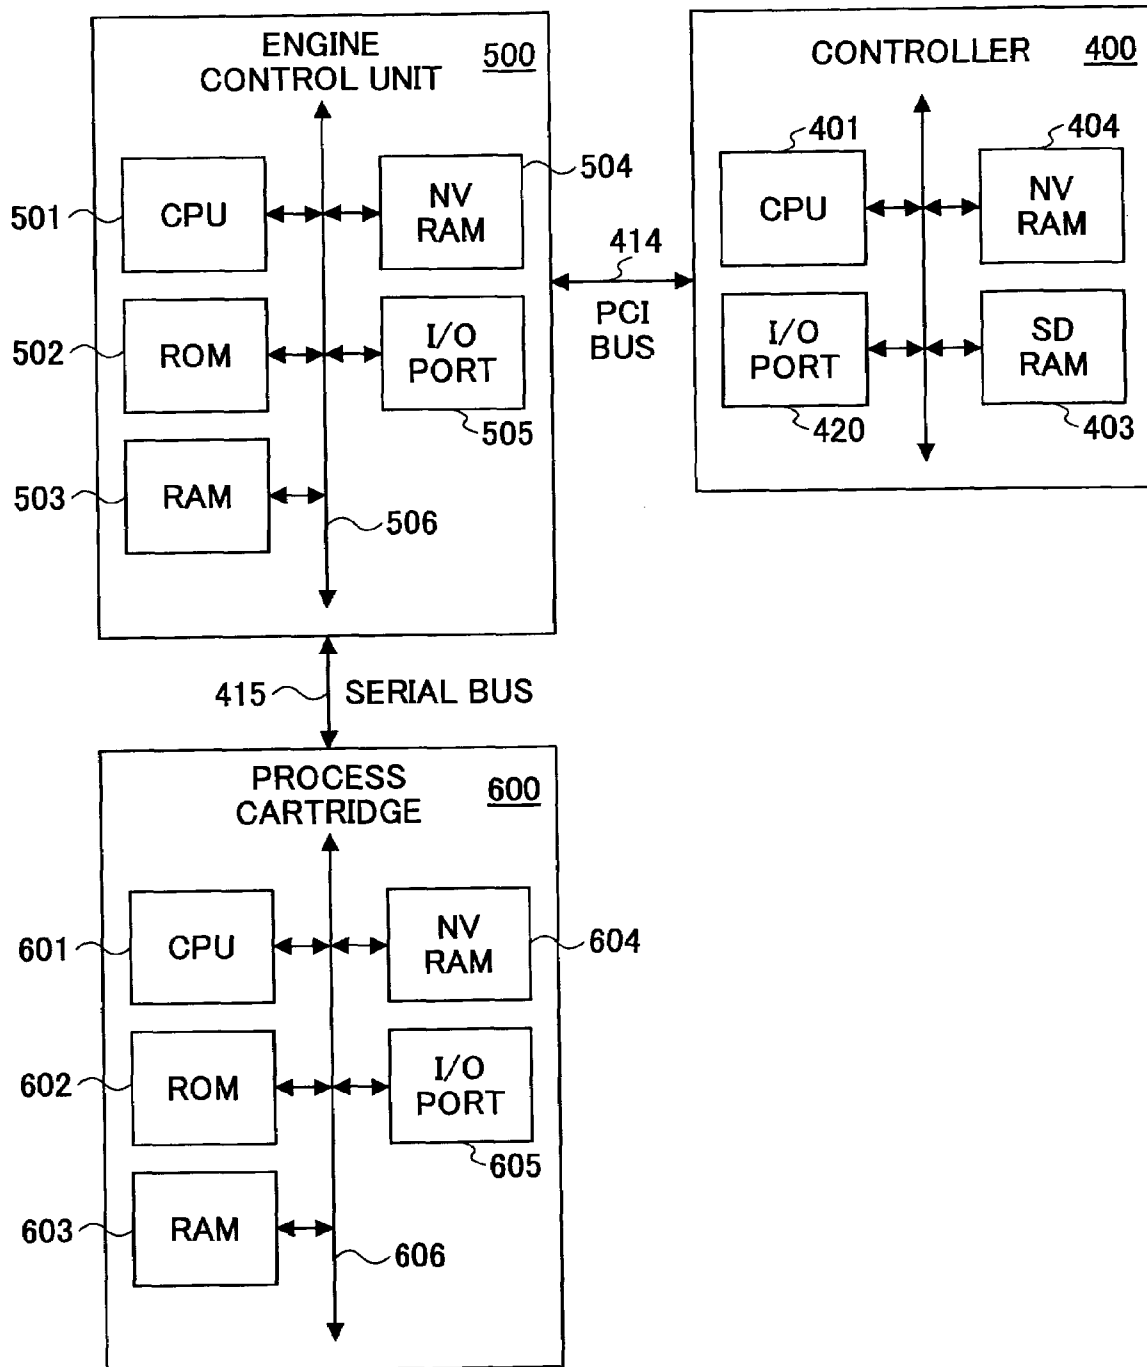 ENGINE
CONTROL UNIT
500
501
CPU
NV
RAM
504
502
ROM
I/O
PORT
505
503
RAM
506
414
PCI
BUS
CONTROLLER
400
401
CPU
404
NV
RAM
I/O
PORT
420
SD
RAM
403
415
SERIAL BUS
PROCESS
CARTRIDGE
600
601
CPU
NV
RAM
604
602
ROM
I/O
PORT
605
603
RAM
606